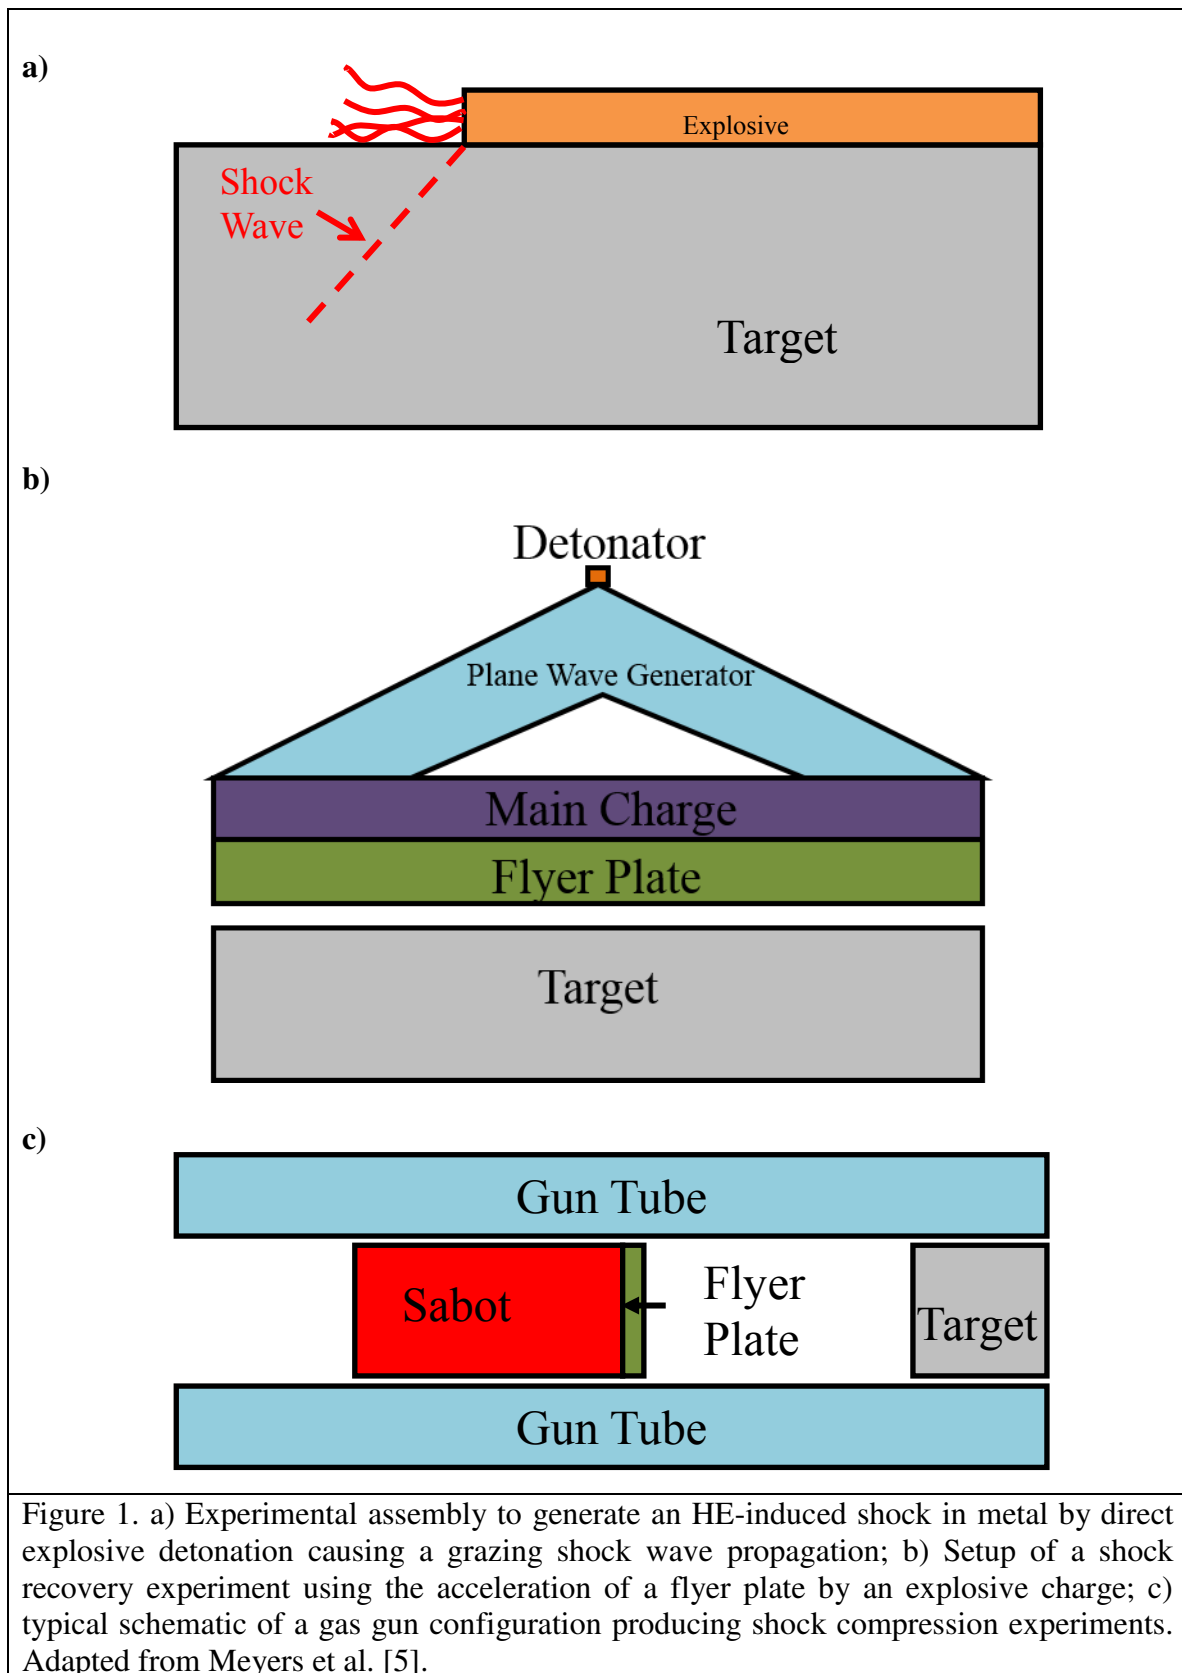 a)
Explosive
Shock
Wave
Target
b)
Detonator
Plane Wave Generator
Main Charge
Flyer Plate
Target
c)
Gun Tube
Sabot
Flyer
Plate
Target
Gun Tube
Figure 1. a) Experimental assembly to generate an HE-induced shock in metal by direct
explosive detonation causing a grazing shock wave propagation; b) Setup of a shock
recovery experiment using the acceleration of a flyer plate by an explosive charge; c)
typical schematic of a gas gun configuration producing shock compression experiments.
Adapted from Meyers et al. [5].